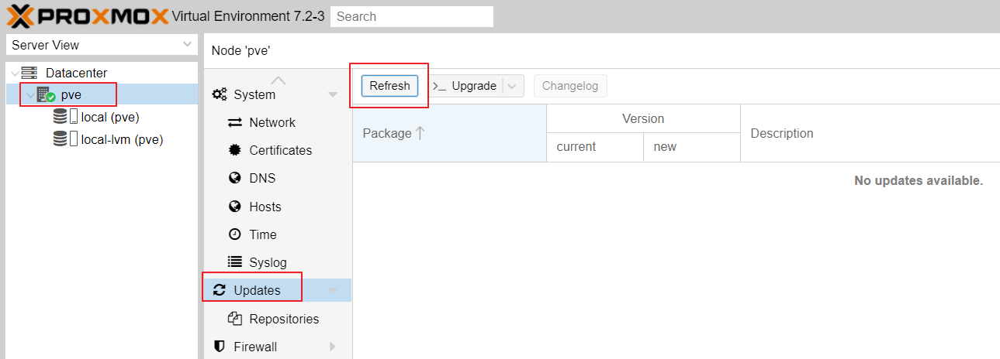 PROXMOX Virtual Environment 7.2-3 Search
Server View
Datacenter
pve
local (pve)
local-lvm (pve)
Node 'pve'
System
Network
Certificates
DNS
Hosts
Time
Syslog
Updates
Repositories
Firewall
Refresh >_ Upgrade Changelog
Package Version Description
current new
No updates available.